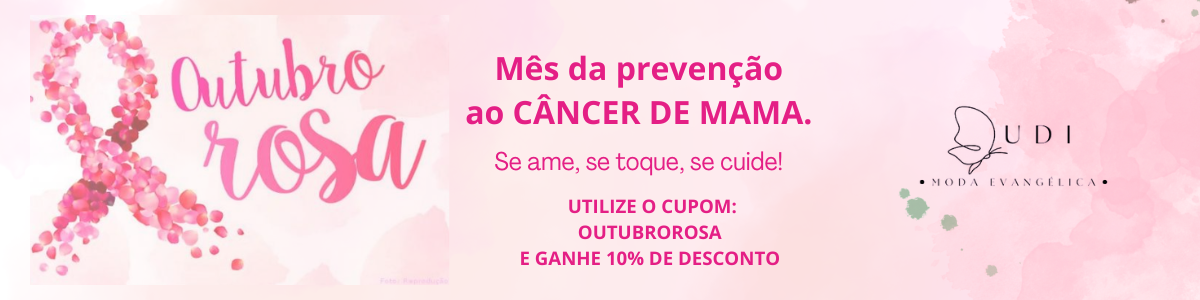 Outubro
rosa
Mês da prevenção
ao CÂNCER DE MAMA.
Se ame, se toque, se cuide!
UTILIZE O CUPOM:
OUTUBROROSA
E GANHE 10% DE DESCONTO
UDI
• MODA EVANGÉLICA •